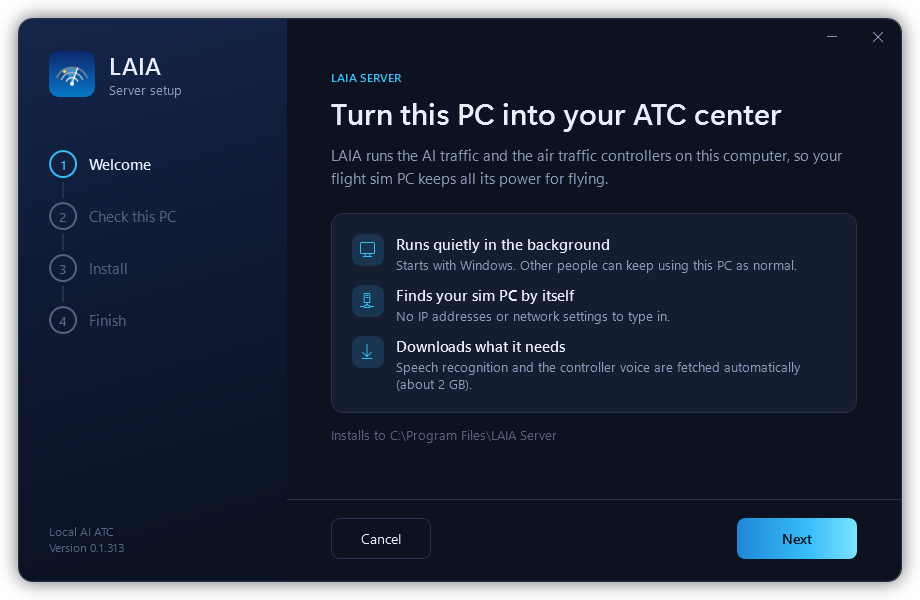 LAIA
Server setup
1 Welcome
2 Check this PC
3 Install
4 Finish
Local AI ATC
Version 0.1.313
LAIA SERVER
Turn this PC into your ATC center
LAIA runs the AI traffic and the air traffic controllers on this computer, so your
flight sim PC keeps all its power for flying.
Runs quietly in the background
Starts with Windows. Other people can keep using this PC as normal.
Finds your sim PC by itself
No IP addresses or network settings to type in.
Downloads what it needs
Speech recognition and the controller voice are fetched automatically
(about 2 GB).
Installs to C:\Program Files\LAIA Server
Cancel
Next